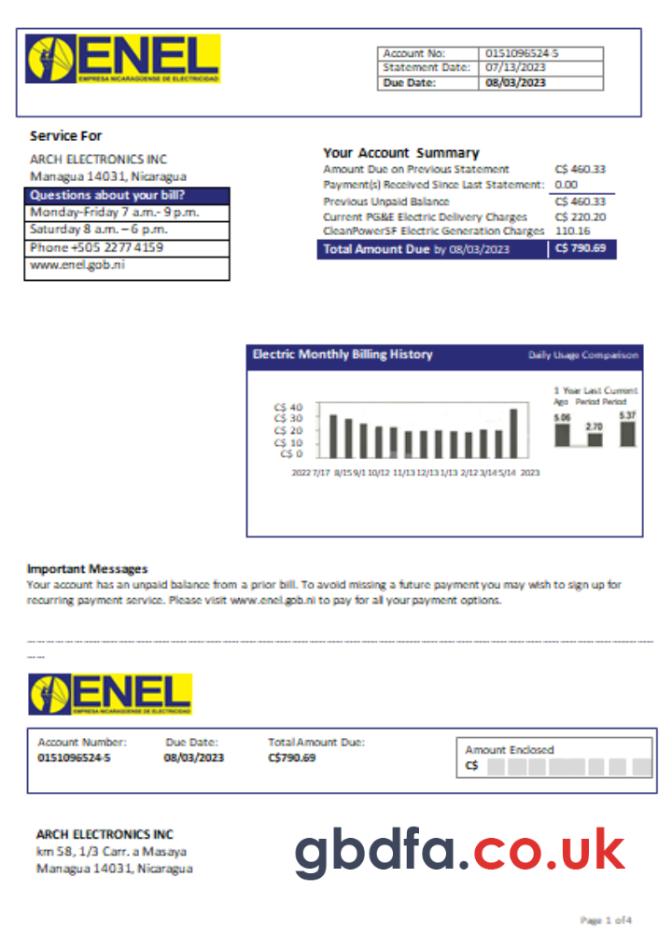 ENEL
EMPRESA NICARAGÜENSE DE ELECTRICIDAD
Account No: 0151096524-5
Statement Date: 07/13/2023
Due Date: 08/03/2023
Service For
ARCH ELECTRONICS INC
Managua 14031, Nicaragua
Questions about your bill?
Monday-Friday 7 a.m.- 9 p.m.
Saturday 8 a.m. – 6 p.m.
Phone +505 2277 4159
www.enel.gob.ni
Your Account Summary
Amount Due on Previous Statement C$ 460.33
Payment(s) Received Since Last Statement: 0.00
Previous Unpaid Balance C$ 460.33
Current PG&E Electric Delivery Charges C$ 220.20
CleanPowerSF Electric Generation Charges 110.16
Total Amount Due by 08/03/2023 C$ 790.69
Electric Monthly Billing History Daily Usage Comparison
1 Year Last Current
Ago Period Period
5.06 2.70 5.37
C$ 40
C$ 30
C$ 20
C$ 10
C$ 0
2022 7/17 8/15 9/1 10/12 11/13 12/13 1/13 2/12 3/14 5/14 2023
Important Messages
Your account has an unpaid balance from a prior bill. To avoid missing a future payment you may wish to sign up for
recurring payment service. Please visit www.enel.gob.ni to pay for all your payment options.
ENEL
EMPRESA NICARAGÜENSE DE ELECTRICIDAD
Account Number: Due Date: Total Amount Due:
0151096524-5 08/03/2023 C$790.69
Amount Enclosed
C$
ARCH ELECTRONICS INC
km 58, 1/3 Carr. a Masaya
Managua 14031, Nicaragua
gbdfa.co.uk
Page 1 of 4